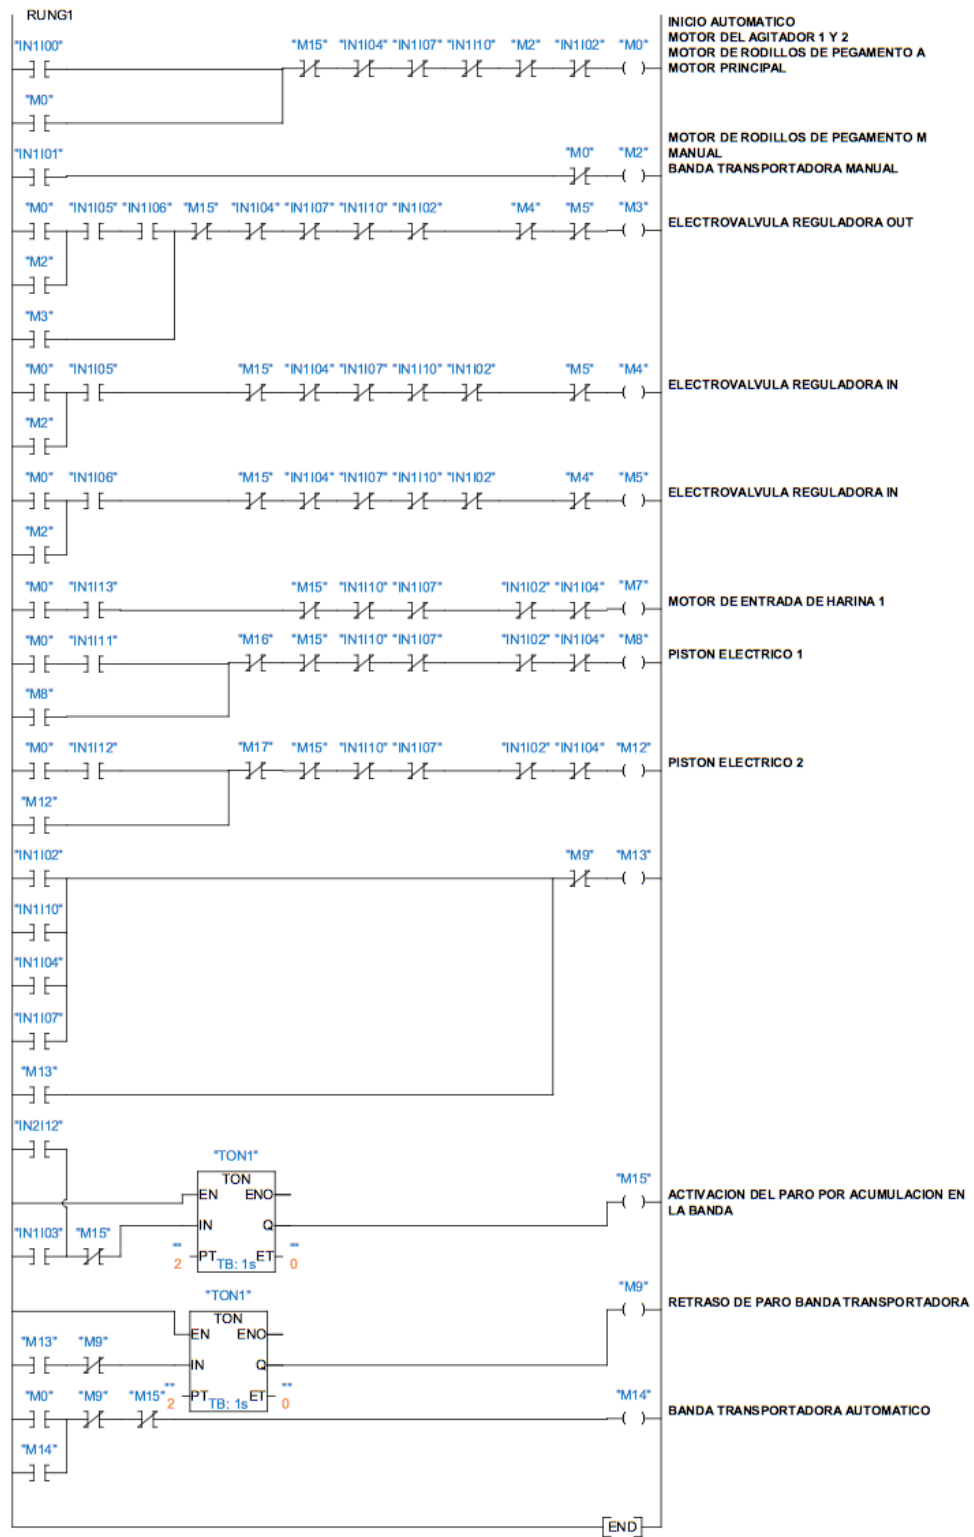 RUNG1
INICIO AUTOMATICO
"IN1I00" "M15" "IN1I04" "IN1I07" "IN1I10" "M2" "IN1I02" "M0" MOTOR DEL AGITADOR 1 Y 2
MOTOR DE RODILLOS DE PEGAMENTO A
MOTOR PRINCIPAL
"M0"
MOTOR DE RODILLOS DE PEGAMENTO M
"IN1I01" "M0" "M2" MANUAL
BANDA TRANSPORTADORA MANUAL
"M0" "IN1I05" "IN1I06" "M15" "IN1I04" "IN1I07" "IN1I10" "IN1I02" "M4" "M5" "M3"
ELECTROVALVULA REGULADORA OUT
"M2"
"M3"
"M0" "IN1I05" "M15" "IN1I04" "IN1I07" "IN1I10" "IN1I02" "M5" "M4"
ELECTROVALVULA REGULADORA IN
"M2"
"M0" "IN1I06" "M15" "IN1I04" "IN1I07" "IN1I10" "IN1I02" "M4" "M5"
ELECTROVALVULA REGULADORA IN
"M2"
"M0" "IN1I13" "M15" "IN1I10" "IN1I07" "IN1I02" "IN1I04" "M7"
MOTOR DE ENTRADA DE HARINA 1
"M0" "IN1I11" "M16" "M15" "IN1I10" "IN1I07" "IN1I02" "IN1I04" "M8"
PISTON ELECTRICO 1
"M8"
"M0" "IN1I12" "M17" "M15" "IN1I10" "IN1I07" "IN1I02" "IN1I04" "M12"
PISTON ELECTRICO 2
"M12"
"IN1I02" "M9" "M13"
"IN1I10"
"IN1I04"
"IN1I07"
"M13"
"IN2I12"
"TON1"
TON "M15"
EN ENO ACTIVACION DEL PARO POR ACUMULACION EN
LA BANDA
"IN1I03" "M15" IN Q
"" PT TB: 1s ET ""
2 0
"TON1" "M9"
TON RETRASO DE PARO BANDA TRANSPORTADORA
EN ENO
"M13" "M9"
IN Q
"M0" "M9" "M15" "" PT TB: 1s ET "" "M14"
2 0
BANDA TRANSPORTADORA AUTOMATICO
"M14"
END